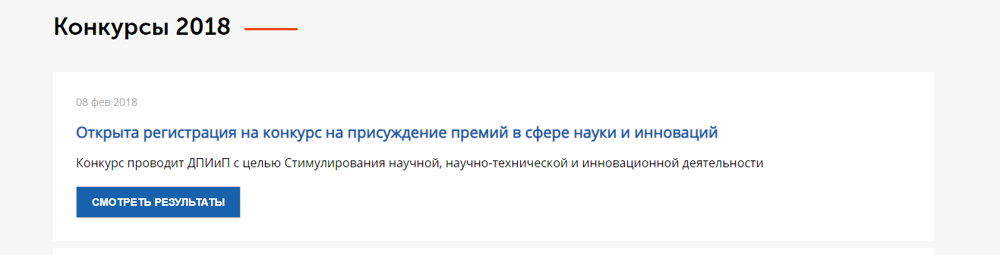 Конкурсы 2018
08 фев 2018
Открыта регистрация на конкурс на присуждение премий в сфере науки и инноваций
Конкурс проводит ДПИиП с целью Стимулирования научной, научно-технической и инновационной деятельности
СМОТРЕТЬ РЕЗУЛЬТАТЫ